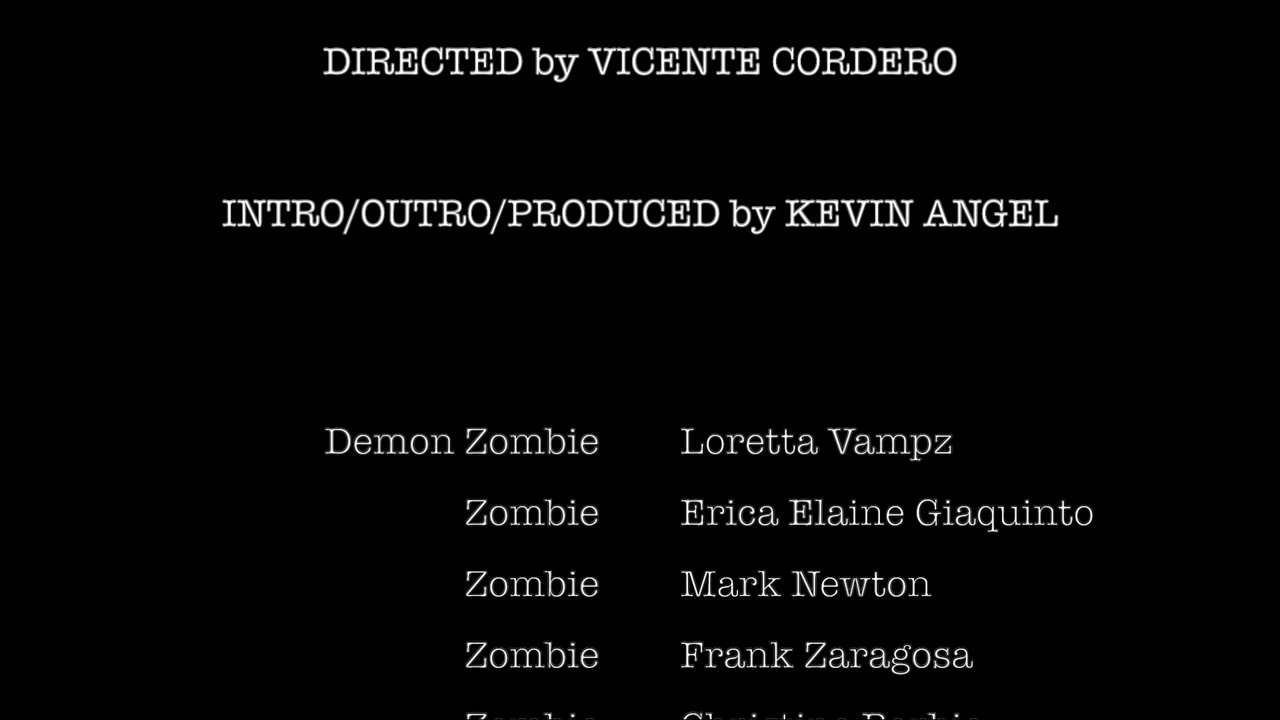 DIRECTED by VICENTE CORDERO
INTRO/OUTRO/PRODUCED by KEVIN ANGEL
Demon Zombie Loretta Vampz
Zombie Erica Elaine Giaquinto
Zombie Mark Newton
Zombie Frank Zaragosa
Zombie